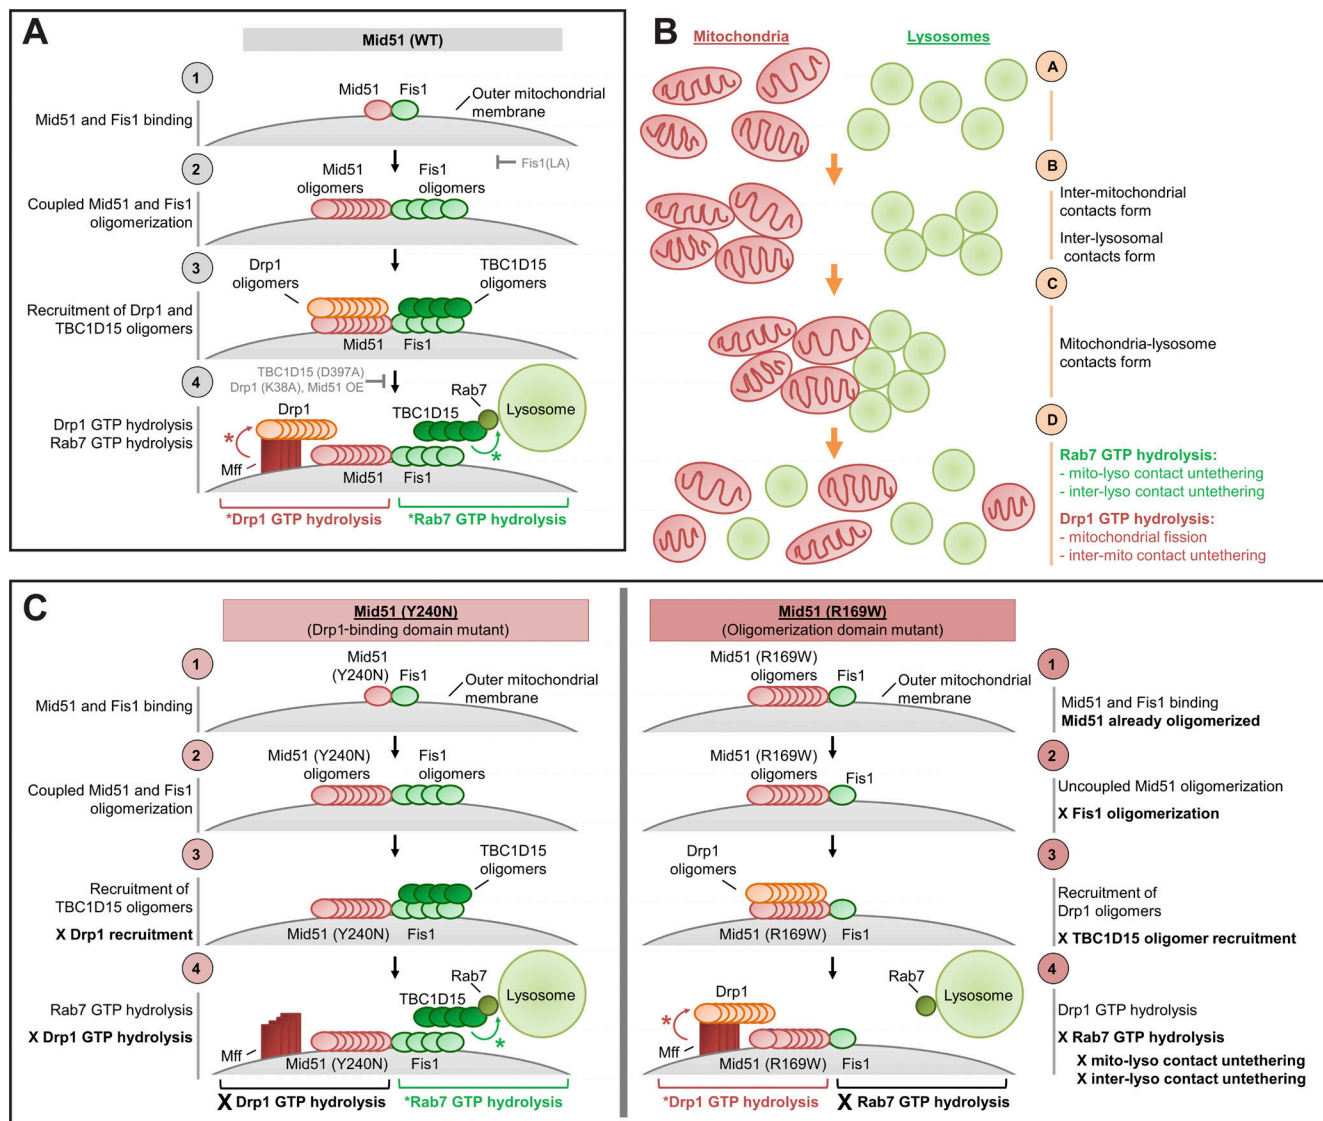 A
Mid51 (WT)
1
Mid51 and Fis1 binding
Mid51
Fis1
Outer mitochondrial
membrane
Fis1(LA)
2
Coupled Mid51 and Fis1
oligomerization
Mid51
oligomers
Fis1
oligomers
3
Recruitment of Drp1 and
TBC1D15 oligomers
Drp1
oligomers
TBC1D15
oligomers
Mid51
Fis1
4
Drp1 GTP hydrolysis
Rab7 GTP hydrolysis
TBC1D15 (D397A)
Drp1 (K38A), Mid51 OE
Drp1
*
Mff
Mid51
TBC1D15
Rab7
Lysosome
*
Fis1
*Drp1 GTP hydrolysis
*Rab7 GTP hydrolysis
B
Mitochondria
Lysosomes
A
B
Inter-mitochondrial
contacts form
Inter-lysosomal
contacts form
C
Mitochondria-lysosome
contacts form
D
Rab7 GTP hydrolysis:
- mito-lyso contact untethering
- inter-lyso contact untethering
Drp1 GTP hydrolysis:
- mitochondrial fission
- inter-mito contact untethering
C
Mid51 (Y240N)
(Drp1-binding domain mutant)
1
Mid51 and Fis1 binding
Mid51
(Y240N)
Fis1
Outer mitochondrial
membrane
2
Coupled Mid51 and Fis1
oligomerization
Mid51 (Y240N)
oligomers
Fis1
oligomers
3
Recruitment of
TBC1D15 oligomers
X Drp1 recruitment
TBC1D15
oligomers
Mid51 (Y240N)
Fis1
4
Rab7 GTP hydrolysis
X Drp1 GTP hydrolysis
Mff
Mid51 (Y240N)
TBC1D15
Rab7
Lysosome
*
Fis1
X Drp1 GTP hydrolysis
*Rab7 GTP hydrolysis
Mid51 (R169W)
(Oligomerization domain mutant)
Mid51 (R169W)
oligomers
Fis1
Outer mitochondrial
membrane
1
Mid51 and Fis1 binding
Mid51 already oligomerized
Mid51 (R169W)
oligomers
Fis1
2
Uncoupled Mid51 oligomerization
X Fis1 oligomerization
Drp1
oligomers
Mid51 (R169W)
Fis1
3
Recruitment of
Drp1 oligomers
X TBC1D15 oligomer recruitment
Drp1
*
Mff
Mid51 (R169W)
Fis1
Rab7
Lysosome
4
Drp1 GTP hydrolysis
X Rab7 GTP hydrolysis
X mito-lyso contact untethering
X inter-lyso contact untethering
*Drp1 GTP hydrolysis
X Rab7 GTP hydrolysis